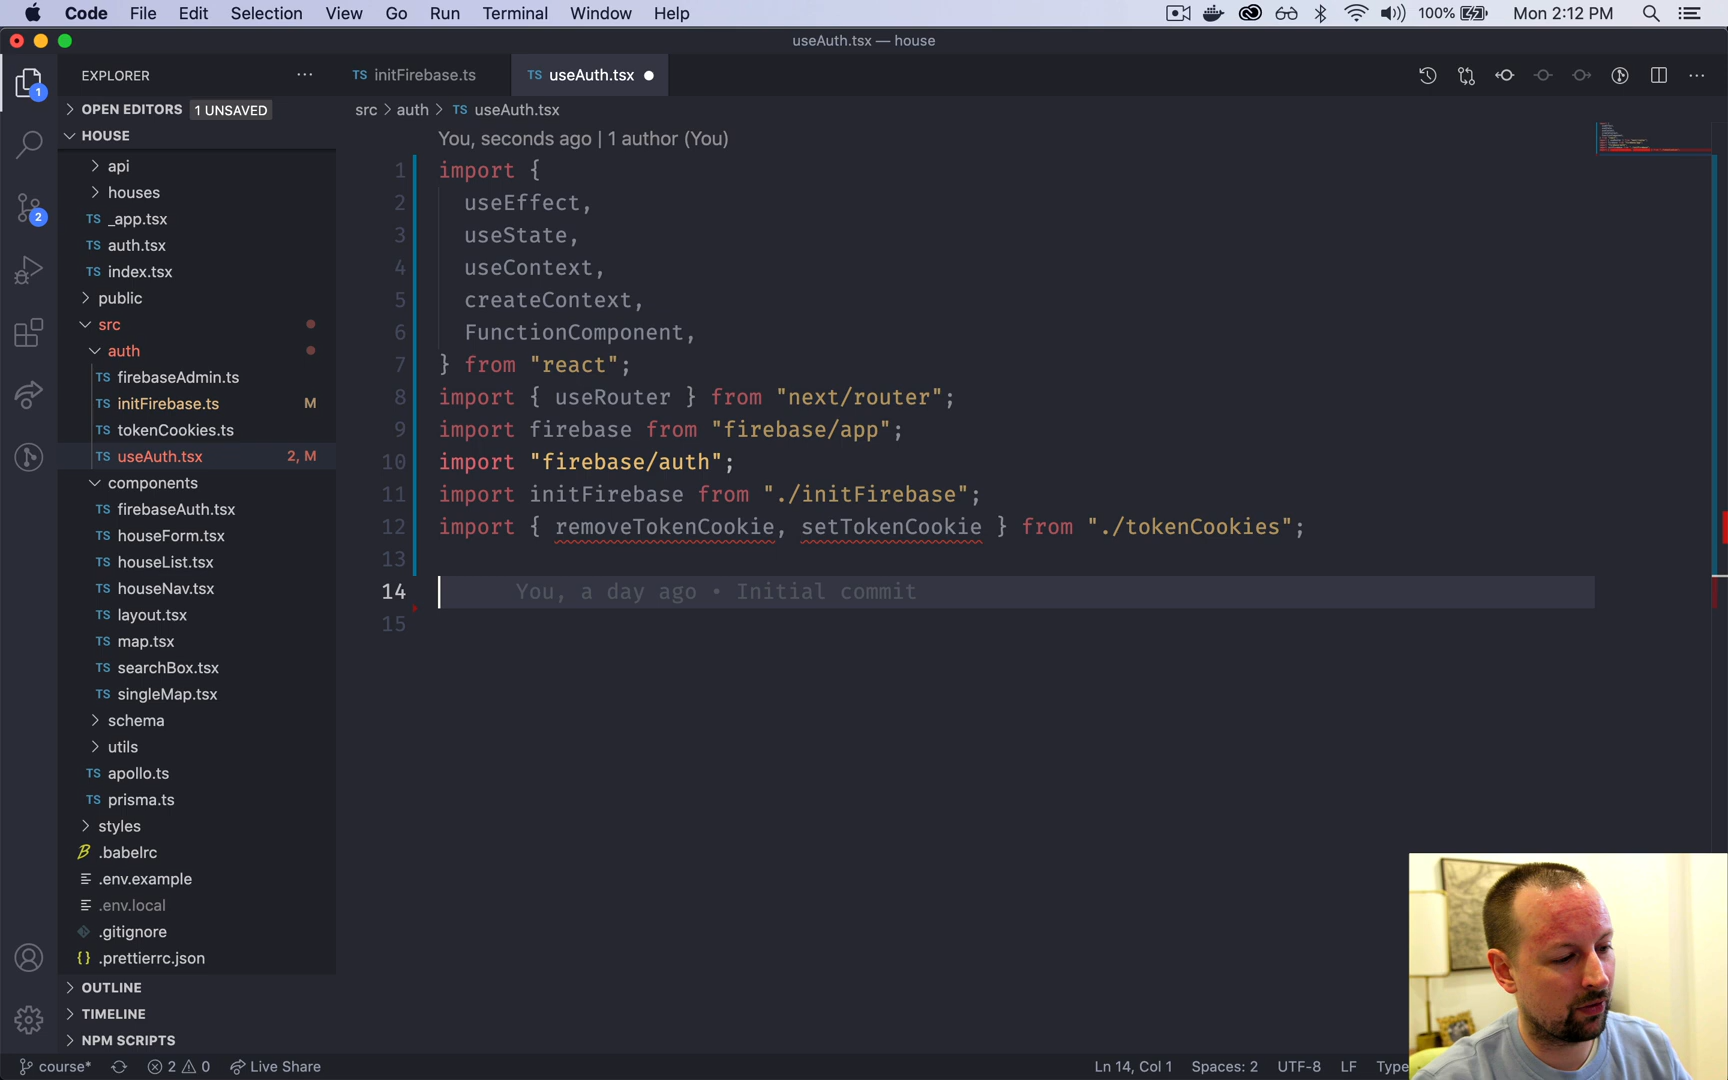 Code File Edit Selection View Go Run Terminal Window Help 100% Mon 2:12 PM
useAuth.tsx — house
EXPLORER
TS initFirebase.ts TS useAuth.tsx
OPEN EDITORS 1 UNSAVED
HOUSE
api
houses
TS _app.tsx
TS auth.tsx
TS index.tsx
public
src
auth
TS firebaseAdmin.ts
TS initFirebase.ts M
TS tokenCookies.ts
TS useAuth.tsx 2, M
components
TS firebaseAuth.tsx
TS houseForm.tsx
TS houseList.tsx
TS houseNav.tsx
TS layout.tsx
TS map.tsx
TS searchBox.tsx
TS singleMap.tsx
schema
utils
TS apollo.ts
TS prisma.ts
styles
.babelrc
.env.example
.env.local
.gitignore
{} .prettierrc.json
OUTLINE
TIMELINE
NPM SCRIPTS
1
2
src > auth > TS useAuth.tsx
You, seconds ago | 1 author (You)
1 import {
2 useEffect,
3 useState,
4 useContext,
5 createContext,
6 FunctionComponent,
7 } from "react";
8 import { useRouter } from "next/router";
9 import firebase from "firebase/app";
10 import "firebase/auth";
11 import initFirebase from "./initFirebase";
12 import { removeTokenCookie, setTokenCookie } from "./tokenCookies";
13
14 You, a day ago • Initial commit
15
course* 2 0 Live Share Ln 14, Col 1 Spaces: 2 UTF-8 LF Type